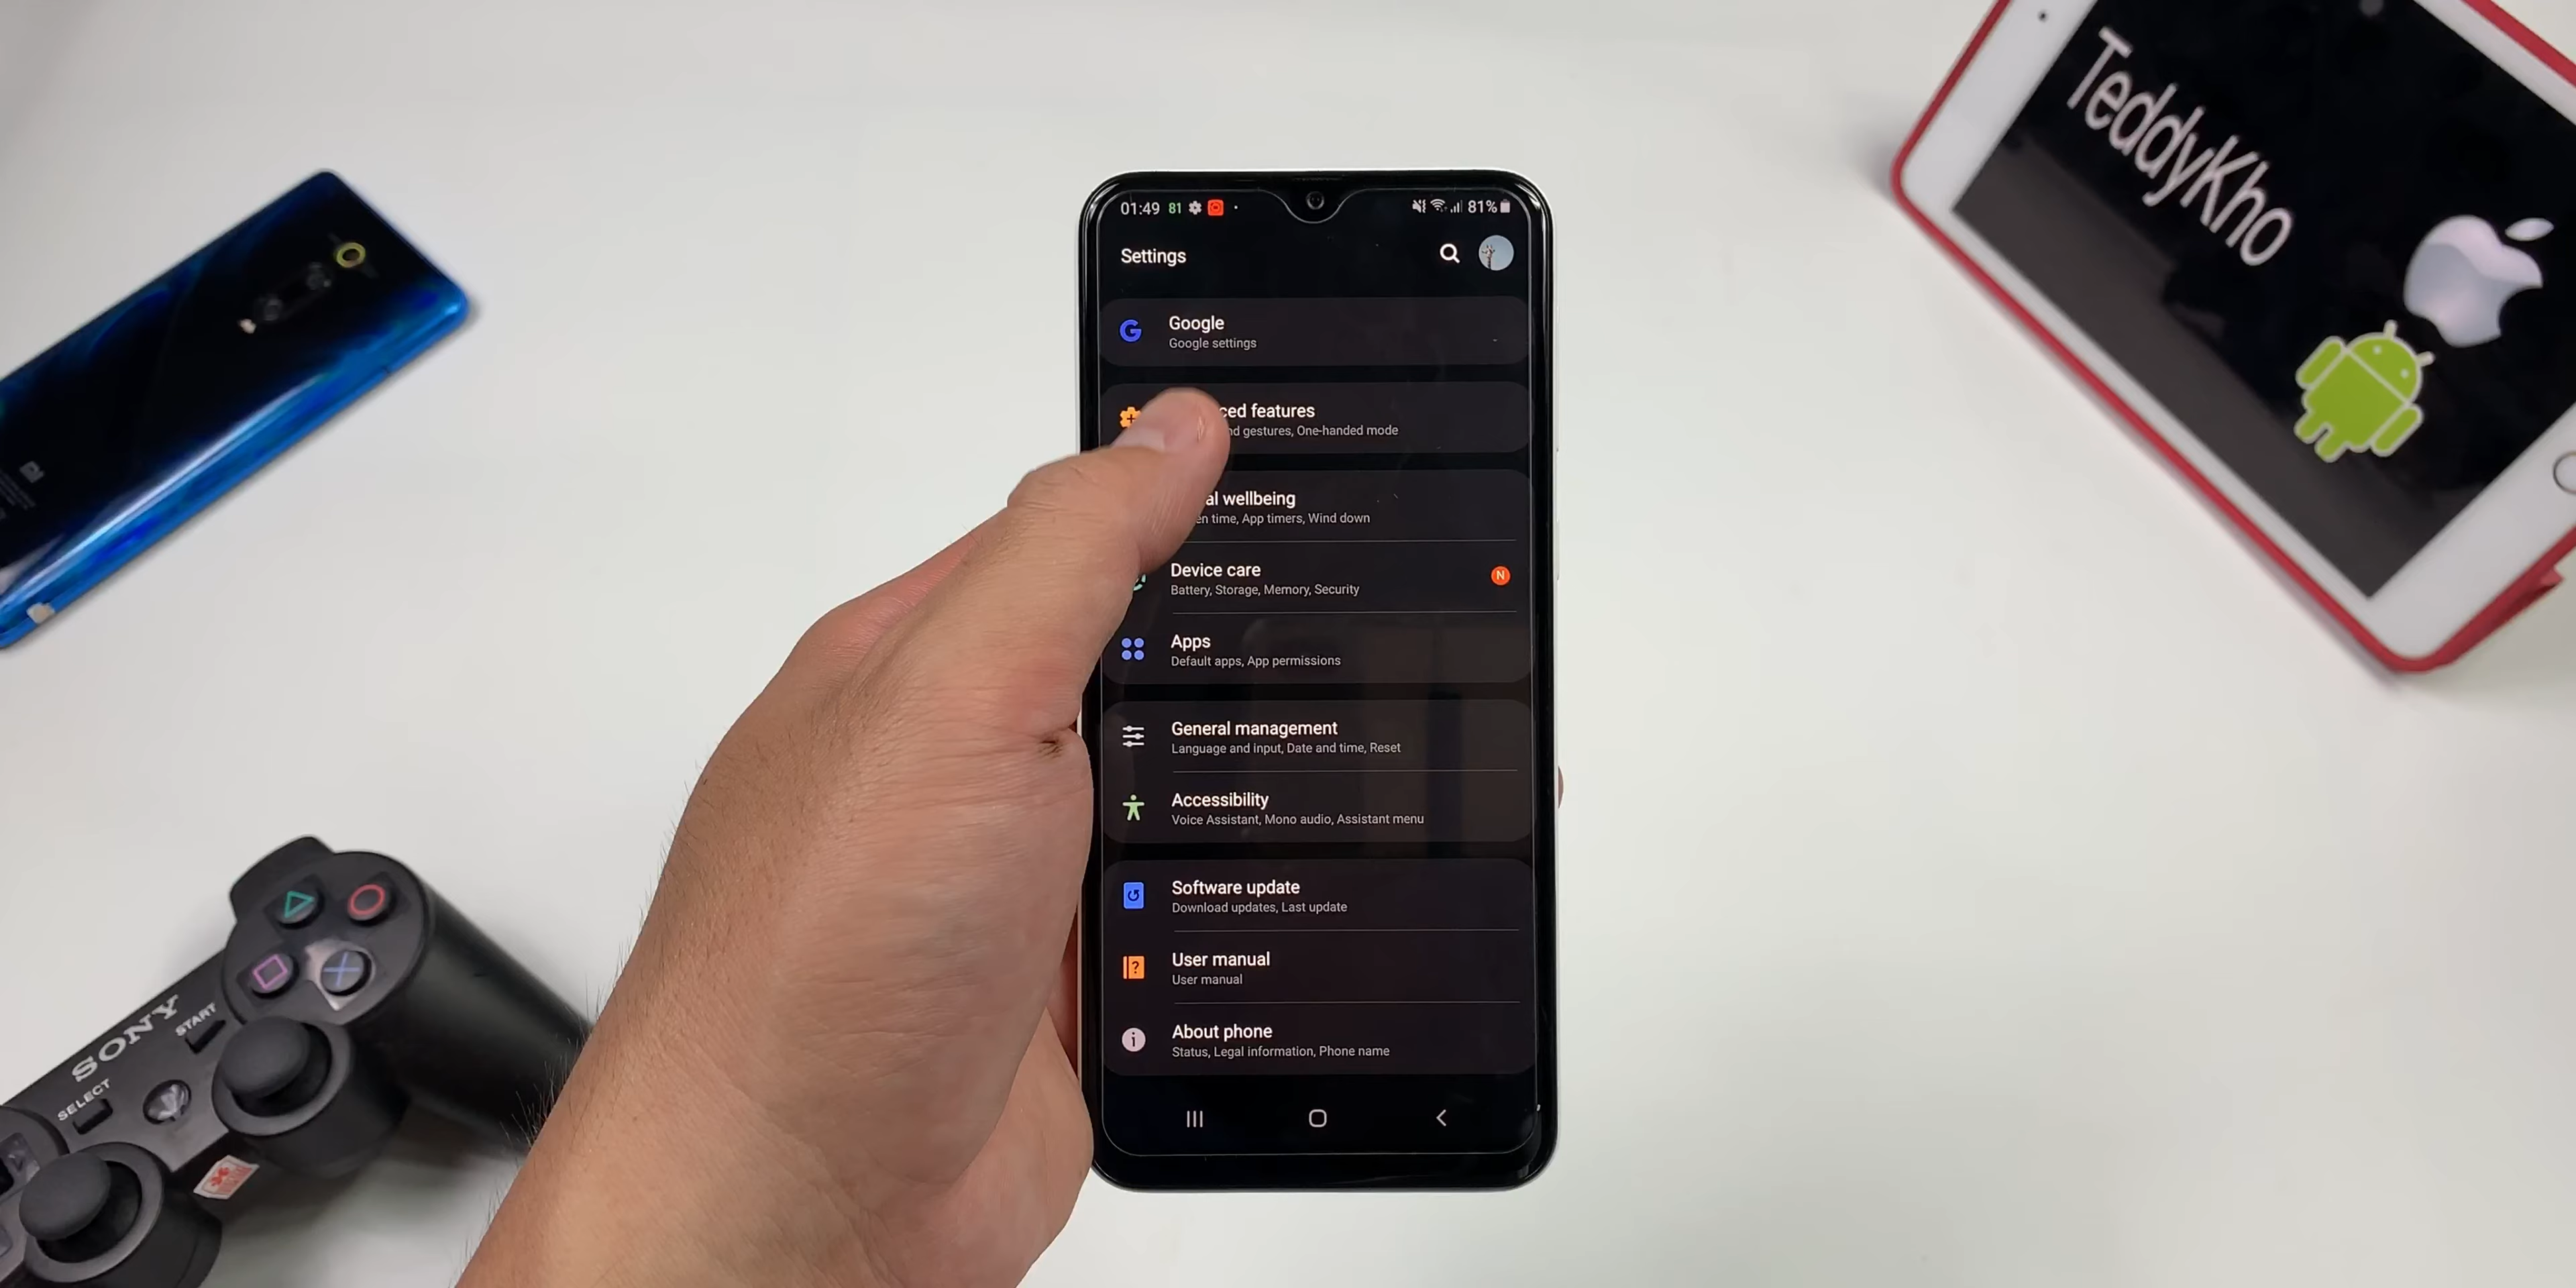 TeddyKho
01:49 81
81%
Settings
Google
Google settings
features
gestures, One-handed mode
wellbeing
time, App timers, Wind down
Device care
N
Battery, Storage, Memory, Security
Apps
Default apps, App permissions
General management
Language and input, Date and time, Reset
Accessibility
Voice Assistant, Mono audio, Assistant menu
Software update
Download updates, Last update
User manual
User manual
About phone
Status, Legal information, Phone name
SONY
START
SELECT